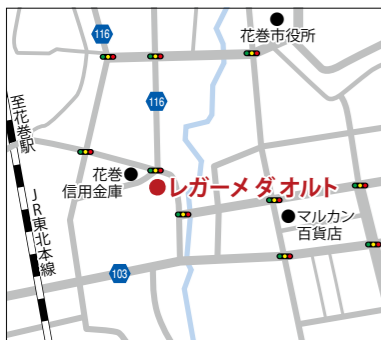 116
花巻市役所
116
至花巻駅
花巻
信用金庫
レガーメ ダ オルト
マルカン
百貨店
JR東北本線
103